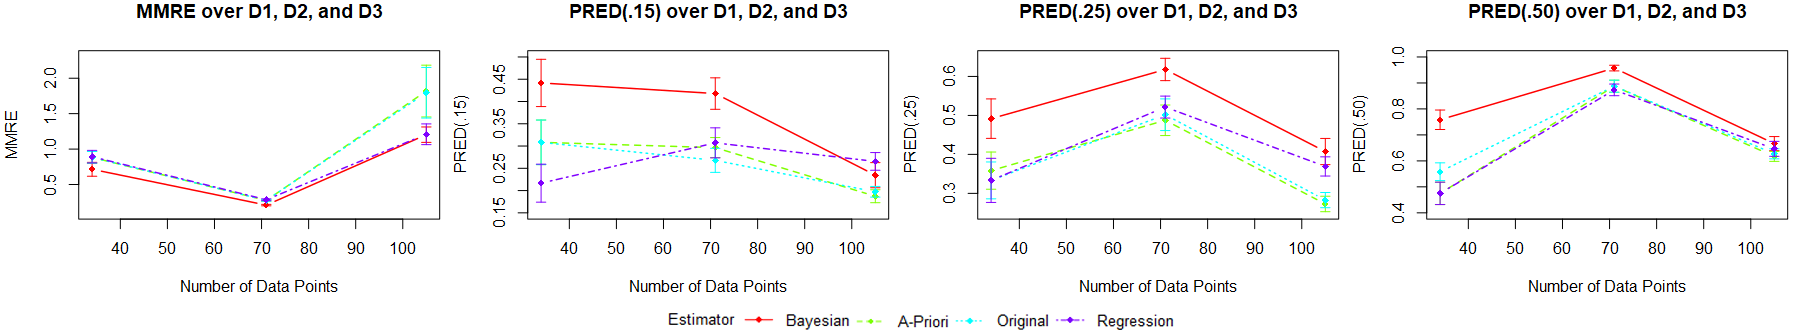 MMRE over D1, D2, and D3
MMRE
0.5 1.0 1.5 2.0
40 50 60 70 80 90 100
Number of Data Points
PRED(.15) over D1, D2, and D3
PRED(.15)
0.15 0.25 0.35 0.45
40 50 60 70 80 90 100
Number of Data Points
PRED(.25) over D1, D2, and D3
PRED(.25)
0.3 0.4 0.5 0.6
40 50 60 70 80 90 100
Number of Data Points
PRED(.50) over D1, D2, and D3
PRED(.50)
0.4 0.6 0.8 1.0
40 50 60 70 80 90 100
Number of Data Points
Estimator Bayesian A-Priori Original Regression